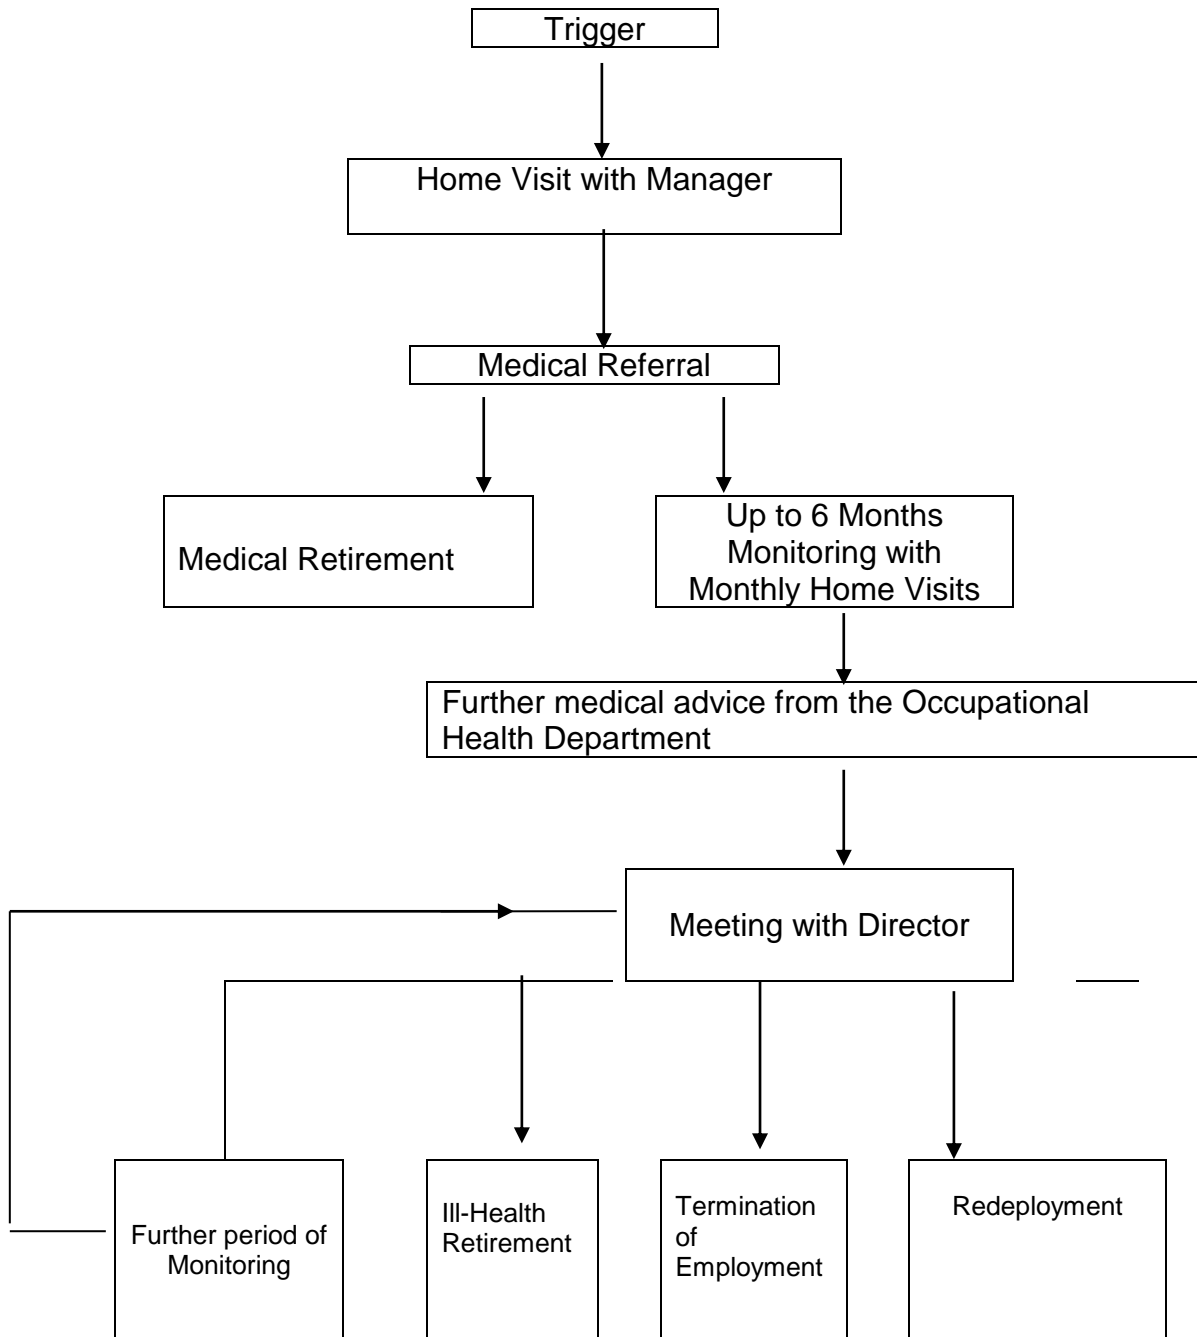 Trigger
Home Visit with Manager
Medical Referral
Medical Retirement
Up to 6 Months
Monitoring with
Monthly Home Visits
Further medical advice from the Occupational
Health Department
Meeting with Director
Further period of
Monitoring
Ill-Health
Retirement
Termination
of
Employment
Redeployment